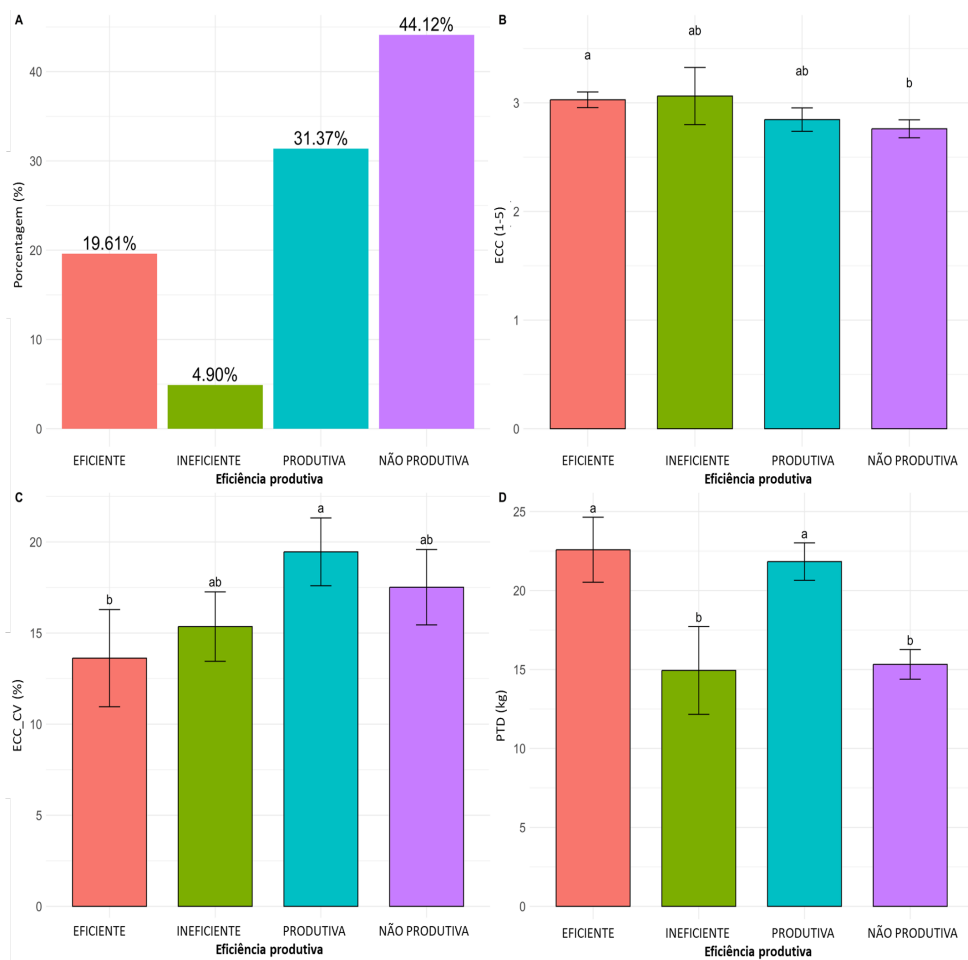 A
44.12%
40
31.37%
30
19.61%
20
10
4.90%
0
Porcentagem (%)
EFICIENTE INEFICIENTE PRODUTIVA NÃO PRODUTIVA
Eficiência produtiva
B
a ab ab b
3
2
1
0
ECC (1-5)
EFICIENTE INEFICIENTE PRODUTIVA NÃO PRODUTIVA
Eficiência produtiva
C
b ab a ab
20
15
10
5
0
ECC_CV (%)
EFICIENTE INEFICIENTE PRODUTIVA NÃO PRODUTIVA
Eficiência produtiva
D
a b a b
25
20
15
10
5
0
PTD (kg)
EFICIENTE INEFICIENTE PRODUTIVA NÃO PRODUTIVA
Eficiência produtiva